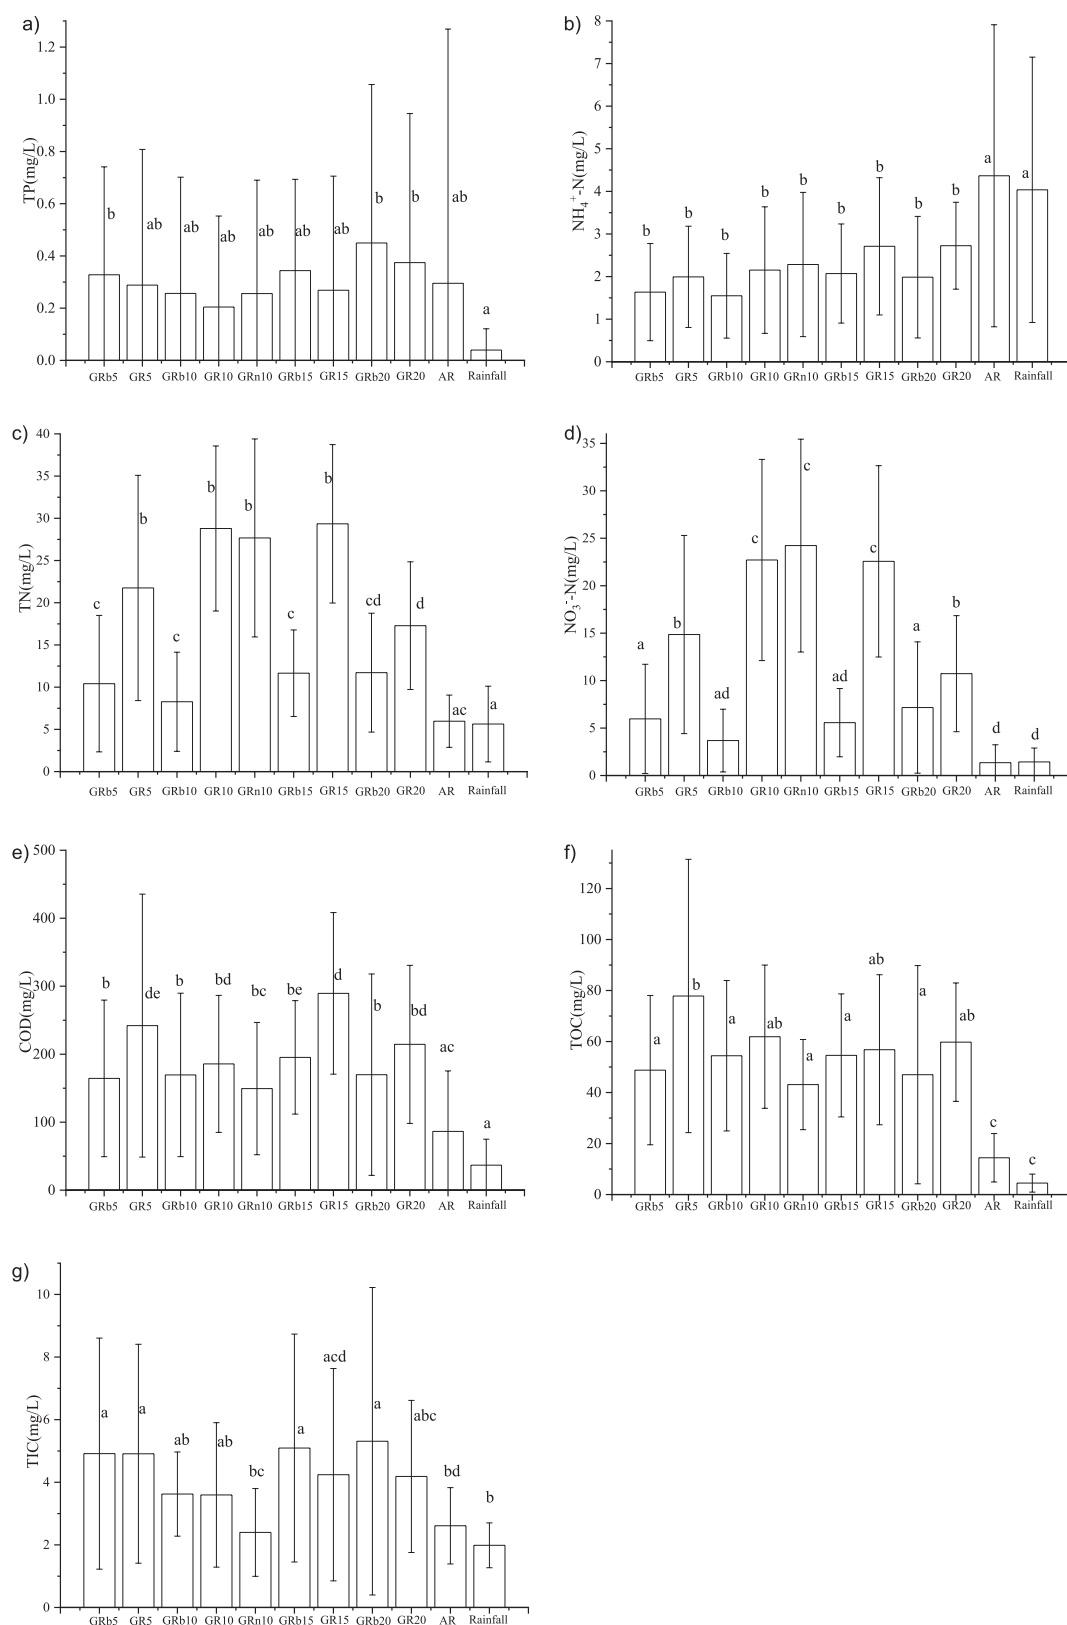 a)
TP(mg/L)
1.2
1.0
0.8
0.6
0.4
0.2
0.0
b ab ab ab ab ab ab b b ab a
GRb5 GR5 GRb10 GR10 GRn10 GRb15 GR15 GRb20 GR20 AR Rainfall
b)
NH4+-N(mg/L)
8
7
6
5
4
3
2
1
0
b b b b b b b b b a a
GRb5 GR5 GRb10 GR10 GRn10 GRb15 GR15 GRb20 GR20 AR Rainfall
c)
TN(mg/L)
40
35
30
25
20
15
10
5
0
c b c b b c b cd d ac a
GRb5 GR5 GRb10 GR10 GRn10 GRb15 GR15 GRb20 GR20 AR Rainfall
d)
NO3--N(mg/L)
35
30
25
20
15
10
5
0
a b ad c c ad c a b d d
GRb5 GR5 GRb10 GR10 GRn10 GRb15 GR15 GRb20 GR20 AR Rainfall
e)
COD(mg/L)
500
400
300
200
100
0
b de b bd bc be d b bd ac a
GRb5 GR5 GRb10 GR10 GRn10 GRb15 GR15 GRb20 GR20 AR Rainfall
f)
TOC(mg/L)
120
100
80
60
40
20
0
a b a ab a a ab a ab c c
GRb5 GR5 GRb10 GR10 GRn10 GRb15 GR15 GRb20 GR20 AR Rainfall
g)
TIC(mg/L)
10
8
6
4
2
0
a a ab ab bc a acd a abc bd b
GRb5 GR5 GRb10 GR10 GRn10 GRb15 GR15 GRb20 GR20 AR Rainfall